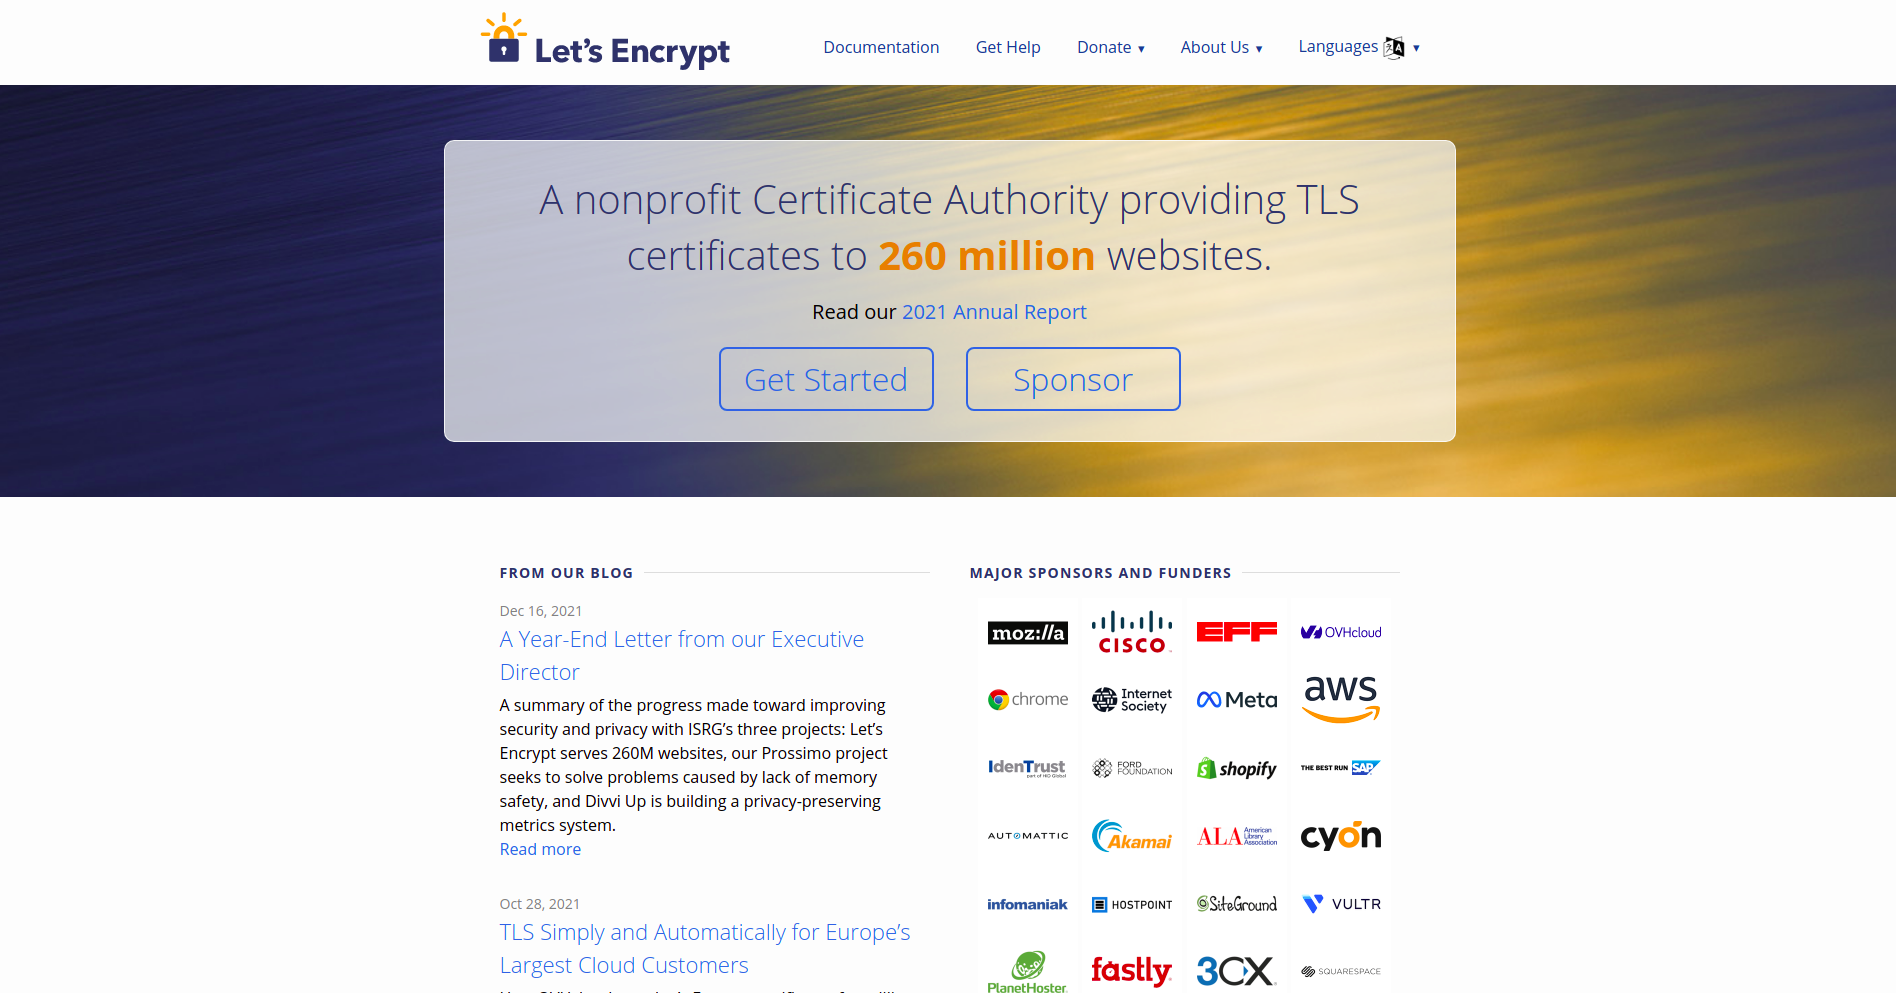 Let's Encrypt
Documentation
Get Help
Donate ▼
About Us ▼
Languages ▼
A nonprofit Certificate Authority providing TLS
certificates to 260 million websites.
Read our 2021 Annual Report
Get Started
Sponsor
FROM OUR BLOG
Dec 16, 2021
A Year-End Letter from our Executive
Director
A summary of the progress made toward improving
security and privacy with ISRG’s three projects: Let’s
Encrypt serves 260M websites, our Prossimo project
seeks to solve problems caused by lack of memory
safety, and Divvi Up is building a privacy-preserving
metrics system.
Read more
Oct 28, 2021
TLS Simply and Automatically for Europe’s
Largest Cloud Customers
MAJOR SPONSORS AND FUNDERS
moz://a
CISCO
EFF
OVHcloud
chrome
Internet
Society
Meta
aws
IdenTrust
part of HID Global
FORD
FOUNDATION
shopify
THE BEST RUN SAP
AUTOMATTIC
Akamai
ALA American
Library
Association
cyon
infomaniak
HOSTPOINT
SiteGround
VULTR
PlanetHoster
fastly
3CX
SQUARESPACE